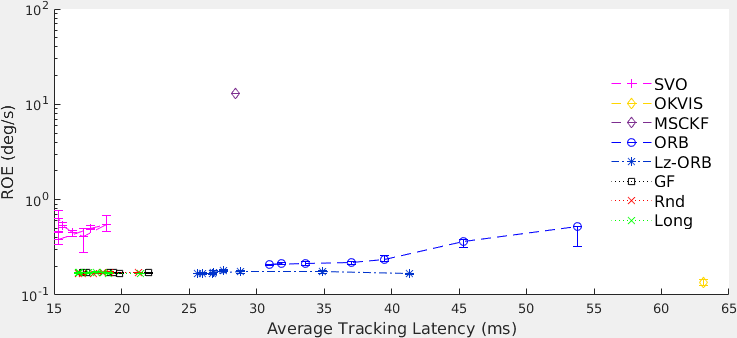 10^2
10^1
10^0
10^-1
ROE (deg/s)
SVO
OKVIS
MSCKF
ORB
Lz-ORB
GF
Rnd
Long
15 20 25 30 35 40 45 50 55 60 65
Average Tracking Latency (ms)